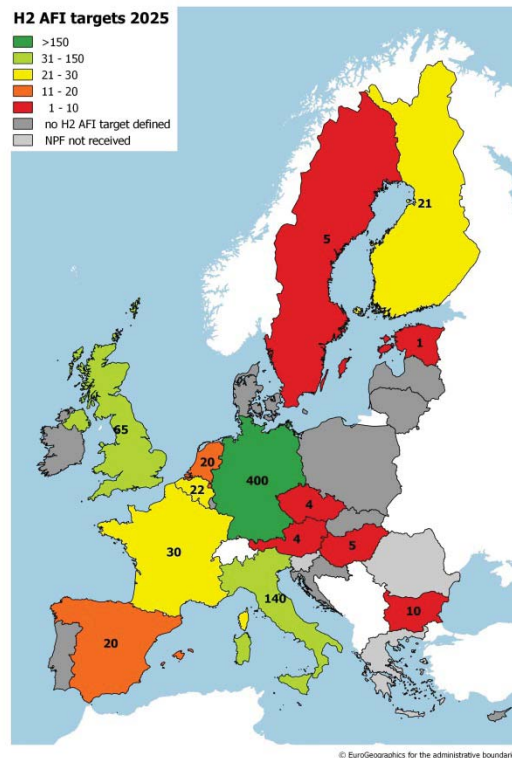 H2 AFI targets 2025
>150
31 - 150
21 - 30
11 - 20
1 - 10
no H2 AFI target defined
NPF not received
21
5
1
65
20
400
22
4
4
5
30
140
10
20
© EuroGeographics for the administrative boundari